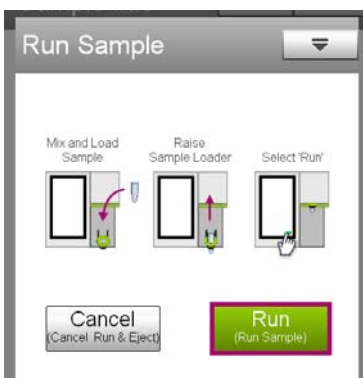 Run Sample
Mix and Load
Sample
Raise
Sample Loader
Select 'Run'
Cancel
(Cancel Run & Eject)
Run
(Run Sample)